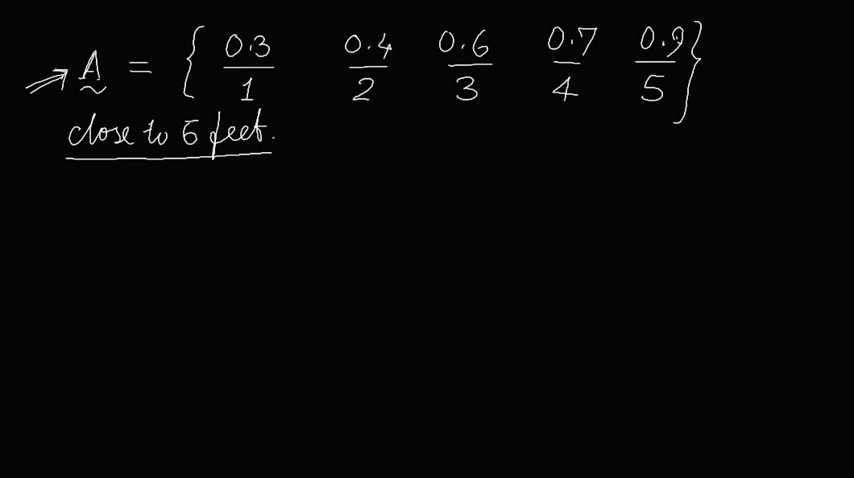 A = { 0.3/1 0.4/2 0.6/3 0.7/4 0.9/5 }
close to 6 feet.